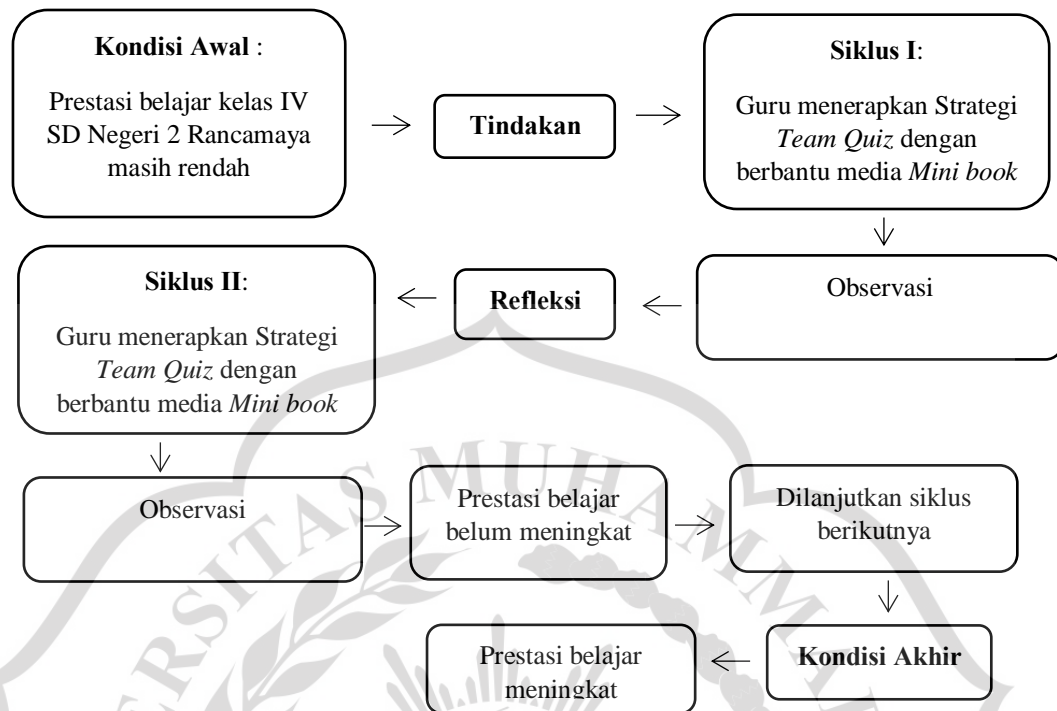 Kondisi Awal :
Prestasi belajar kelas IV
SD Negeri 2 Rancamaya
masih rendah
Tindakan
Siklus I:
Guru menerapkan Strategi
Team Quiz dengan
berbantu media Mini book
Observasi
Refleksi
Siklus II:
Guru menerapkan Strategi
Team Quiz dengan
berbantu media Mini book
Observasi
Prestasi belajar
belum meningkat
Dilanjutkan siklus
berikutnya
Kondisi Akhir
Prestasi belajar
meningkat